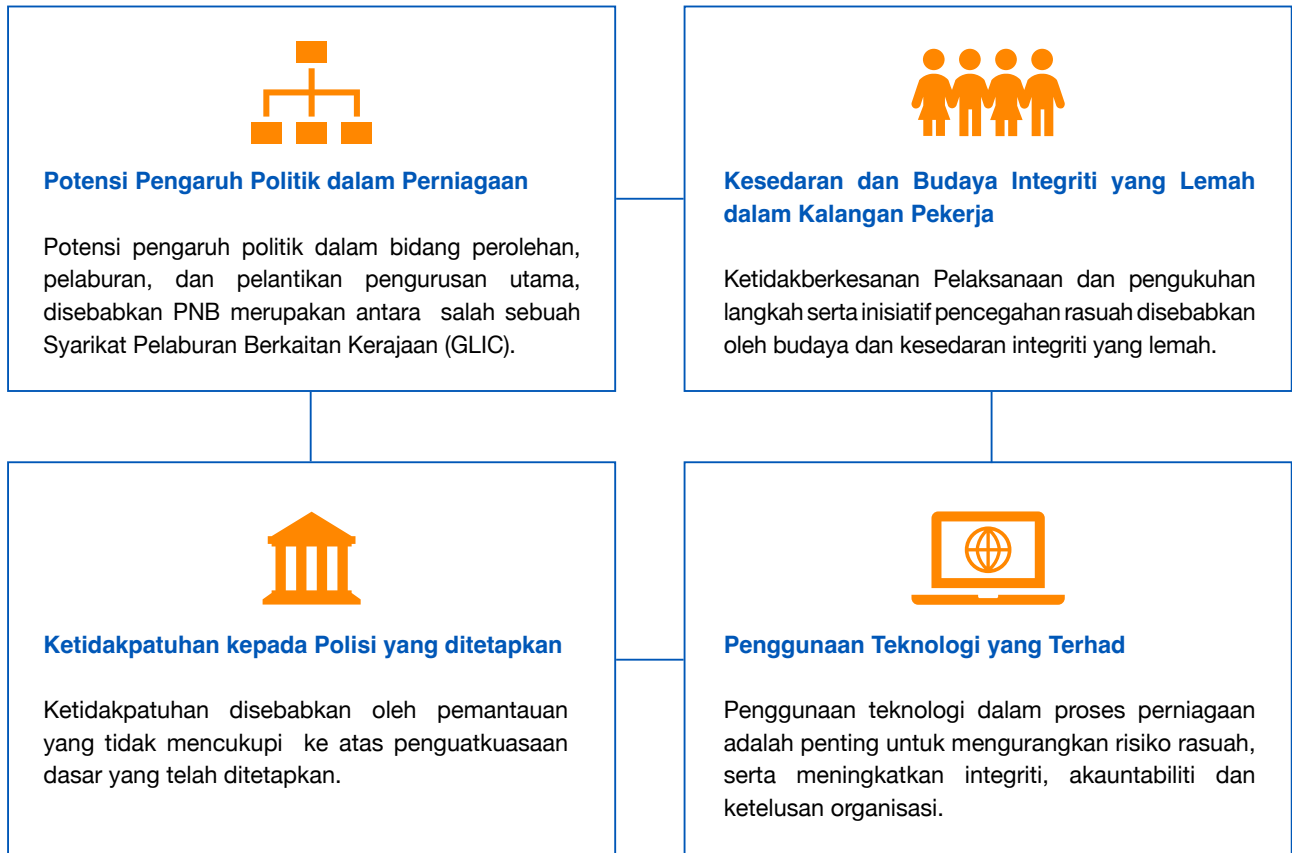 Potensi Pengaruh Politik dalam Perniagaan
Potensi pengaruh politik dalam bidang perolehan,
pelaburan, dan pelantikan pengurusan utama,
disebabkan PNB merupakan antara salah sebuah
Syarikat Pelaburan Berkaitan Kerajaan (GLIC).
Kesedaran dan Budaya Integriti yang Lemah
dalam Kalangan Pekerja
Ketidakberkesanan Pelaksanaan dan pengukuhan
langkah serta inisiatif pencegahan rasuah disebabkan
oleh budaya dan kesedaran integriti yang lemah.
Ketidakpatuhan kepada Polisi yang ditetapkan
Ketidakpatuhan disebabkan oleh pemantauan
yang tidak mencukupi ke atas penguatkuasaan
dasar yang telah ditetapkan.
Penggunaan Teknologi yang Terhad
Penggunaan teknologi dalam proses perniagaan
adalah penting untuk mengurangkan risiko rasuah,
serta meningkatkan integriti, akauntabiliti dan
ketelusan organisasi.